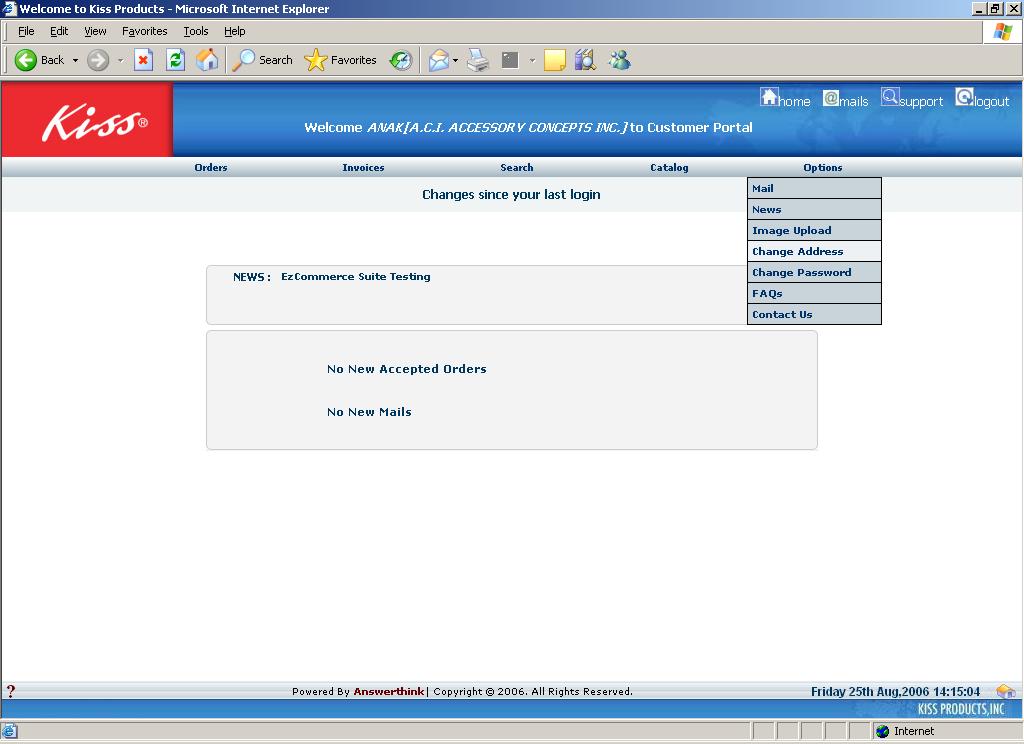 Welcome to Kiss Products - Microsoft Internet Explorer
File Edit View Favorites Tools Help
Back Search Favorites
Kiss®
home @mails support logout
Welcome ANAK[A.C.I. ACCESSORY CONCEPTS INC.]to Customer Portal
Orders Invoices Search Catalog Options
Changes since your last login
Mail
News
Image Upload
Change Address
Change Password
FAQs
Contact Us
NEWS : EzCommerce Suite Testing
No New Accepted Orders
No New Mails
? Powered By Answerthink| Copyright © 2006. All Rights Reserved. Friday 25th Aug,2006 14:15:04
KISS PRODUCTS,INC
Internet